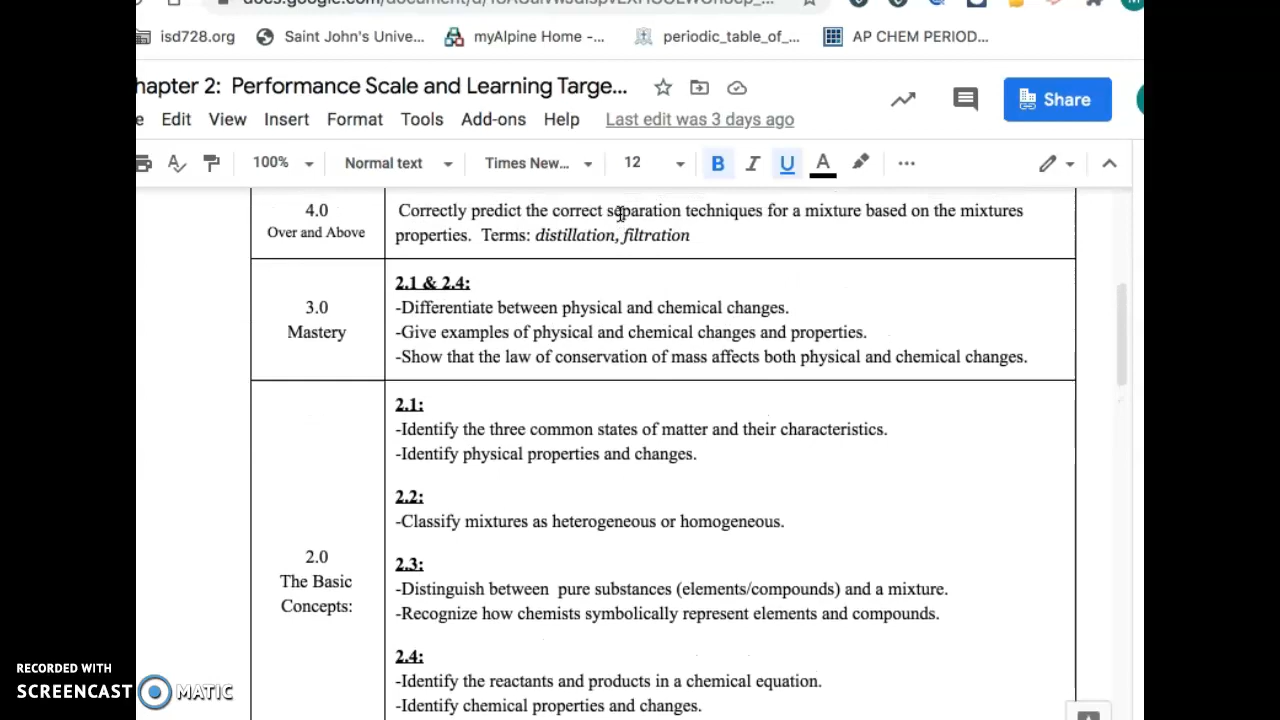 isd728.org Saint John's Unive... myAlpine Home -... periodic_table_of_... AP CHEM PERIOD...
hapter 2: Performance Scale and Learning Targe...
Share
e Edit View Insert Format Tools Add-ons Help Last edit was 3 days ago
100% Normal text Times New... 12 B I U A
4.0
Over and Above
Correctly predict the correct separation techniques for a mixture based on the mixtures
properties. Terms: distillation, filtration
3.0
Mastery
2.1 & 2.4:
-Differentiate between physical and chemical changes.
-Give examples of physical and chemical changes and properties.
-Show that the law of conservation of mass affects both physical and chemical changes.
2.0
The Basic
Concepts:
2.1:
-Identify the three common states of matter and their characteristics.
-Identify physical properties and changes.
2.2:
-Classify mixtures as heterogeneous or homogeneous.
2.3:
-Distinguish between pure substances (elements/compounds) and a mixture.
-Recognize how chemists symbolically represent elements and compounds.
2.4:
-Identify the reactants and products in a chemical equation.
-Identify chemical properties and changes.
RECORDED WITH
SCREENCAST MATIC